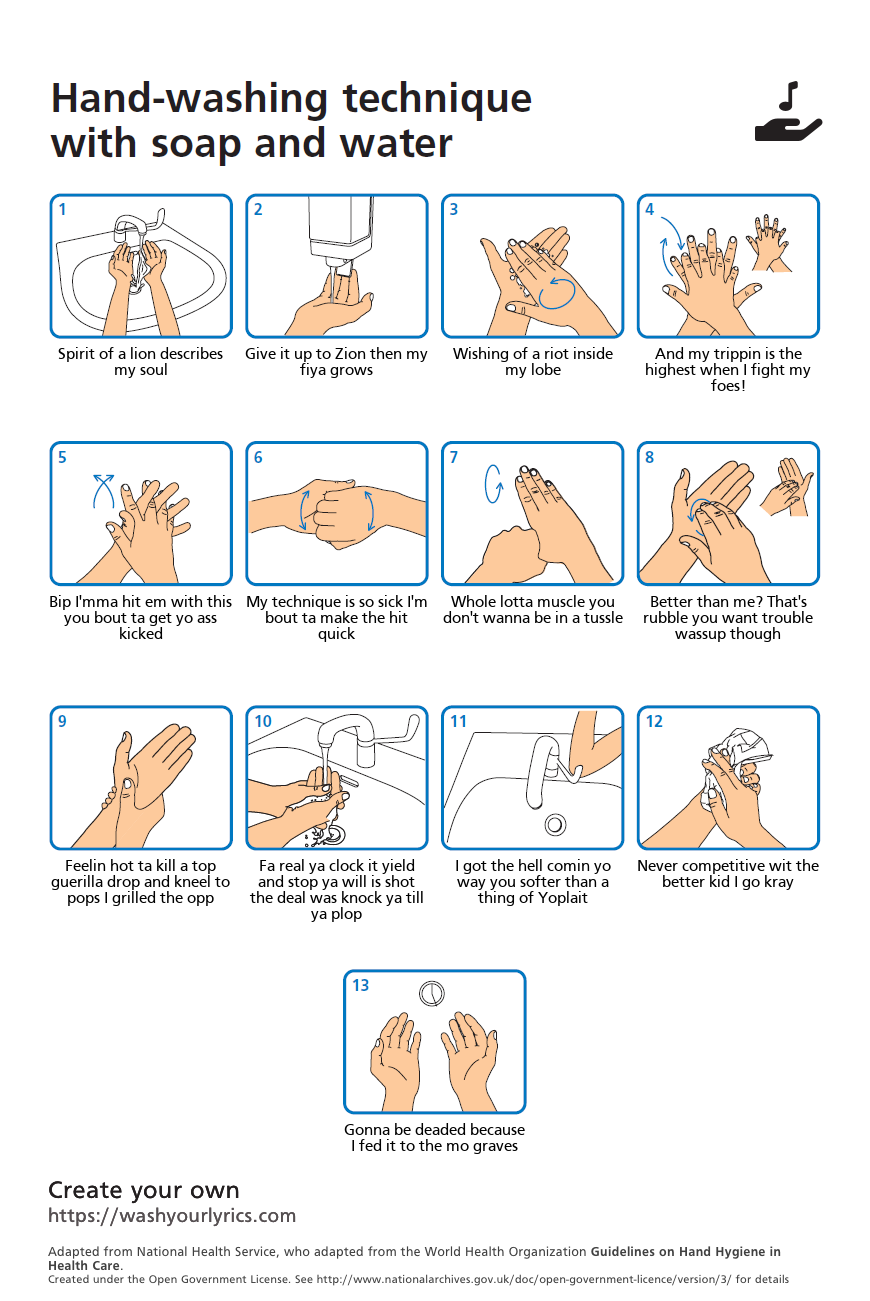 Hand-washing technique
with soap and water
1
Spirit of a lion describes
my soul
2
Give it up to Zion then my
fiya grows
3
Wishing of a riot inside
my lobe
4
And my trippin is the
highest when I fight my
foes!
5
Bip I'mma hit em with this
you bout ta get yo ass
kicked
6
My technique is so sick I'm
bout ta make the hit
quick
7
Whole lotta muscle you
don't wanna be in a tussle
8
Better than me? That's
rubble you want trouble
wassup though
9
Feelin hot ta kill a top
guerilla drop and kneel to
pops I grilled the opp
10
Fa real ya clock it yield
and stop ya will is shot
the deal was knock ya till
ya plop
11
I got the hell comin yo
way you softer than a
thing of Yoplait
12
Never competitive wit the
better kid I go kray
13
Gonna be deaded because
I fed it to the mo graves
Create your own
https://washyourlyrics.com
Adapted from National Health Service, who adapted from the World Health Organization Guidelines on Hand Hygiene in
Health Care.
Created under the Open Government License. See http://www.nationalarchives.gov.uk/doc/open-government-licence/version/3/ for details